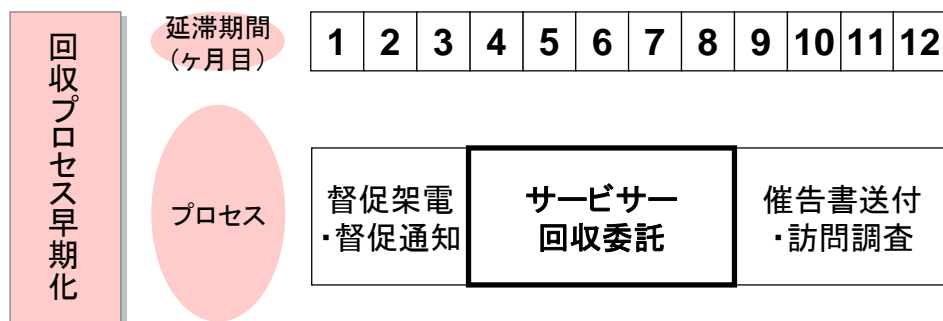 回収プロセス早期化
延滞期間
(ヶ月目)
1 2 3 4 5 6 7 8 9 10 11 12
プロセス
督促架電
・督促通知
サービサー
回収委託
催告書送付
・訪問調査